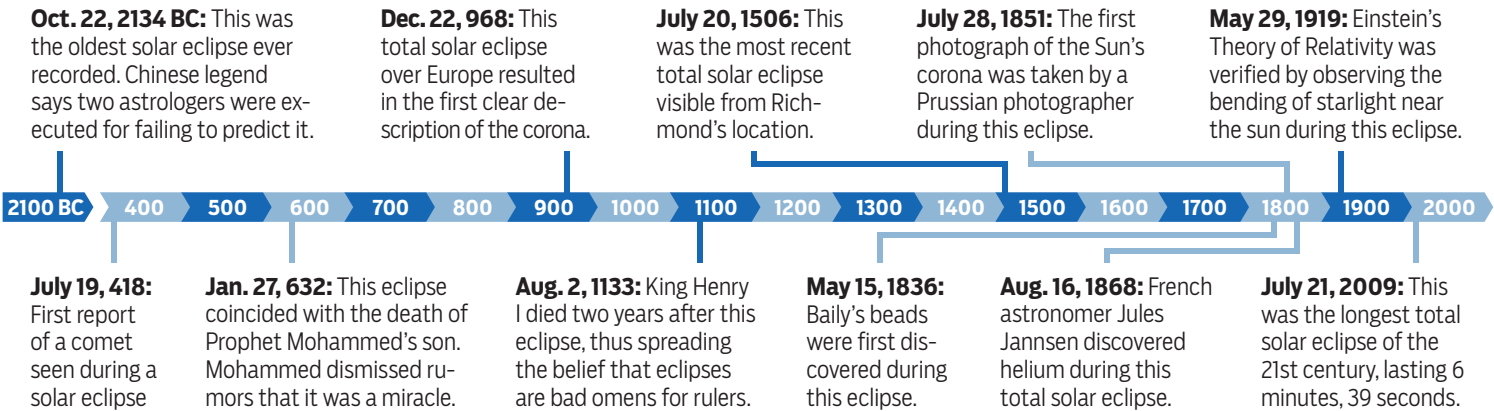 Oct. 22, 2134 BC: This was
the oldest solar eclipse ever
recorded. Chinese legend
says two astrologers were ex-
ecuted for failing to predict it.
Dec. 22, 968: This
total solar eclipse
over Europe resulted
in the first clear de-
scription of the corona.
July 20, 1506: This
was the most recent
total solar eclipse
visible from Rich-
mond's location.
July 28, 1851: The first
photograph of the Sun's
corona was taken by a
Prussian photographer
during this eclipse.
May 29, 1919: Einstein's
Theory of Relativity was
verified by observing the
bending of starlight near
the sun during this eclipse.
2100 BC 400 500 600 700 800 900 1000 1100 1200 1300 1400 1500 1600 1700 1800 1900 2000
July 19, 418:
First report
of a comet
seen during a
solar eclipse
Jan. 27, 632: This eclipse
coincided with the death of
Prophet Mohammed's son.
Mohammed dismissed ru-
mors that it was a miracle.
Aug. 2, 1133: King Henry
I died two years after this
eclipse, thus spreading
the belief that eclipses
are bad omens for rulers.
May 15, 1836:
Baily's beads
were first dis-
covered during
this eclipse.
Aug. 16, 1868: French
astronomer Jules
Jannsen discovered
helium during this
total solar eclipse.
July 21, 2009: This
was the longest total
solar eclipse of the
21st century, lasting 6
minutes, 39 seconds.